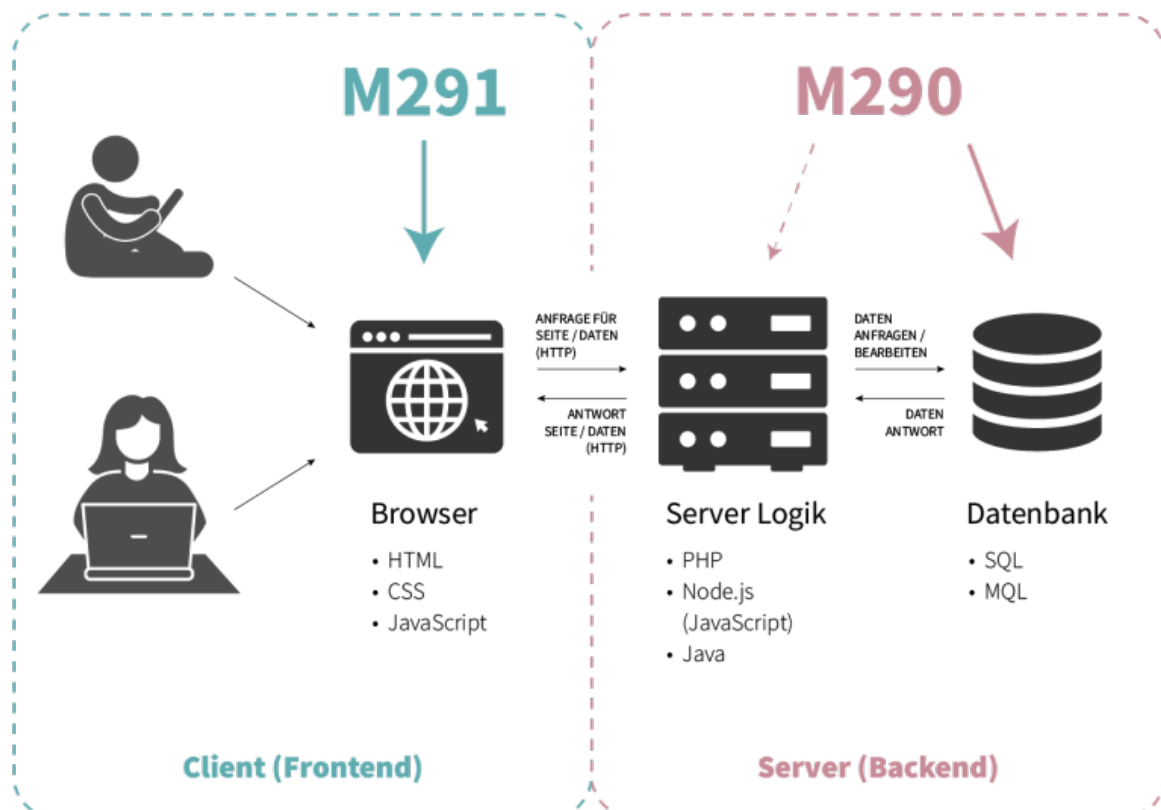 M291
M290
ANFRAGE FÜR
SEITE / DATEN
(HTTP)
ANTWORT
SEITE / DATEN
(HTTP)
DATEN
ANFRAGEN /
BEARBEITEN
DATEN
ANTWORT
Browser
• HTML
• CSS
• JavaScript
Server Logik
• PHP
• Node.js
(JavaScript)
• Java
Datenbank
• SQL
• MQL
Client (Frontend)
Server (Backend)